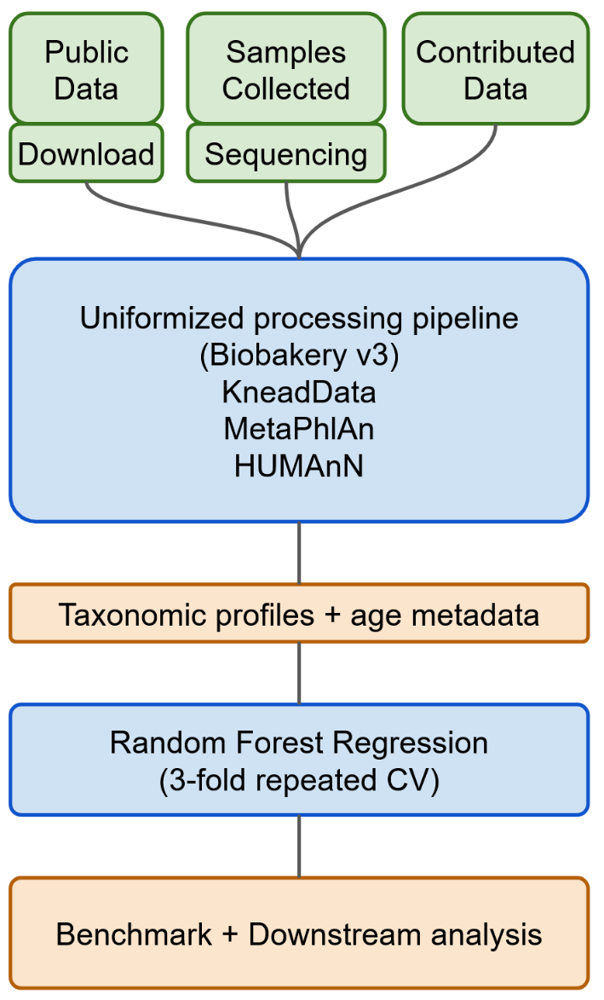 Public
Data
Download
Samples
Collected
Sequencing
Contributed
Data
Uniformized processing pipeline
(Biobakery v3)
KneadData
MetaPhlAn
HUMAnN
Taxonomic profiles + age metadata
Random Forest Regression
(3-fold repeated CV)
Benchmark + Downstream analysis